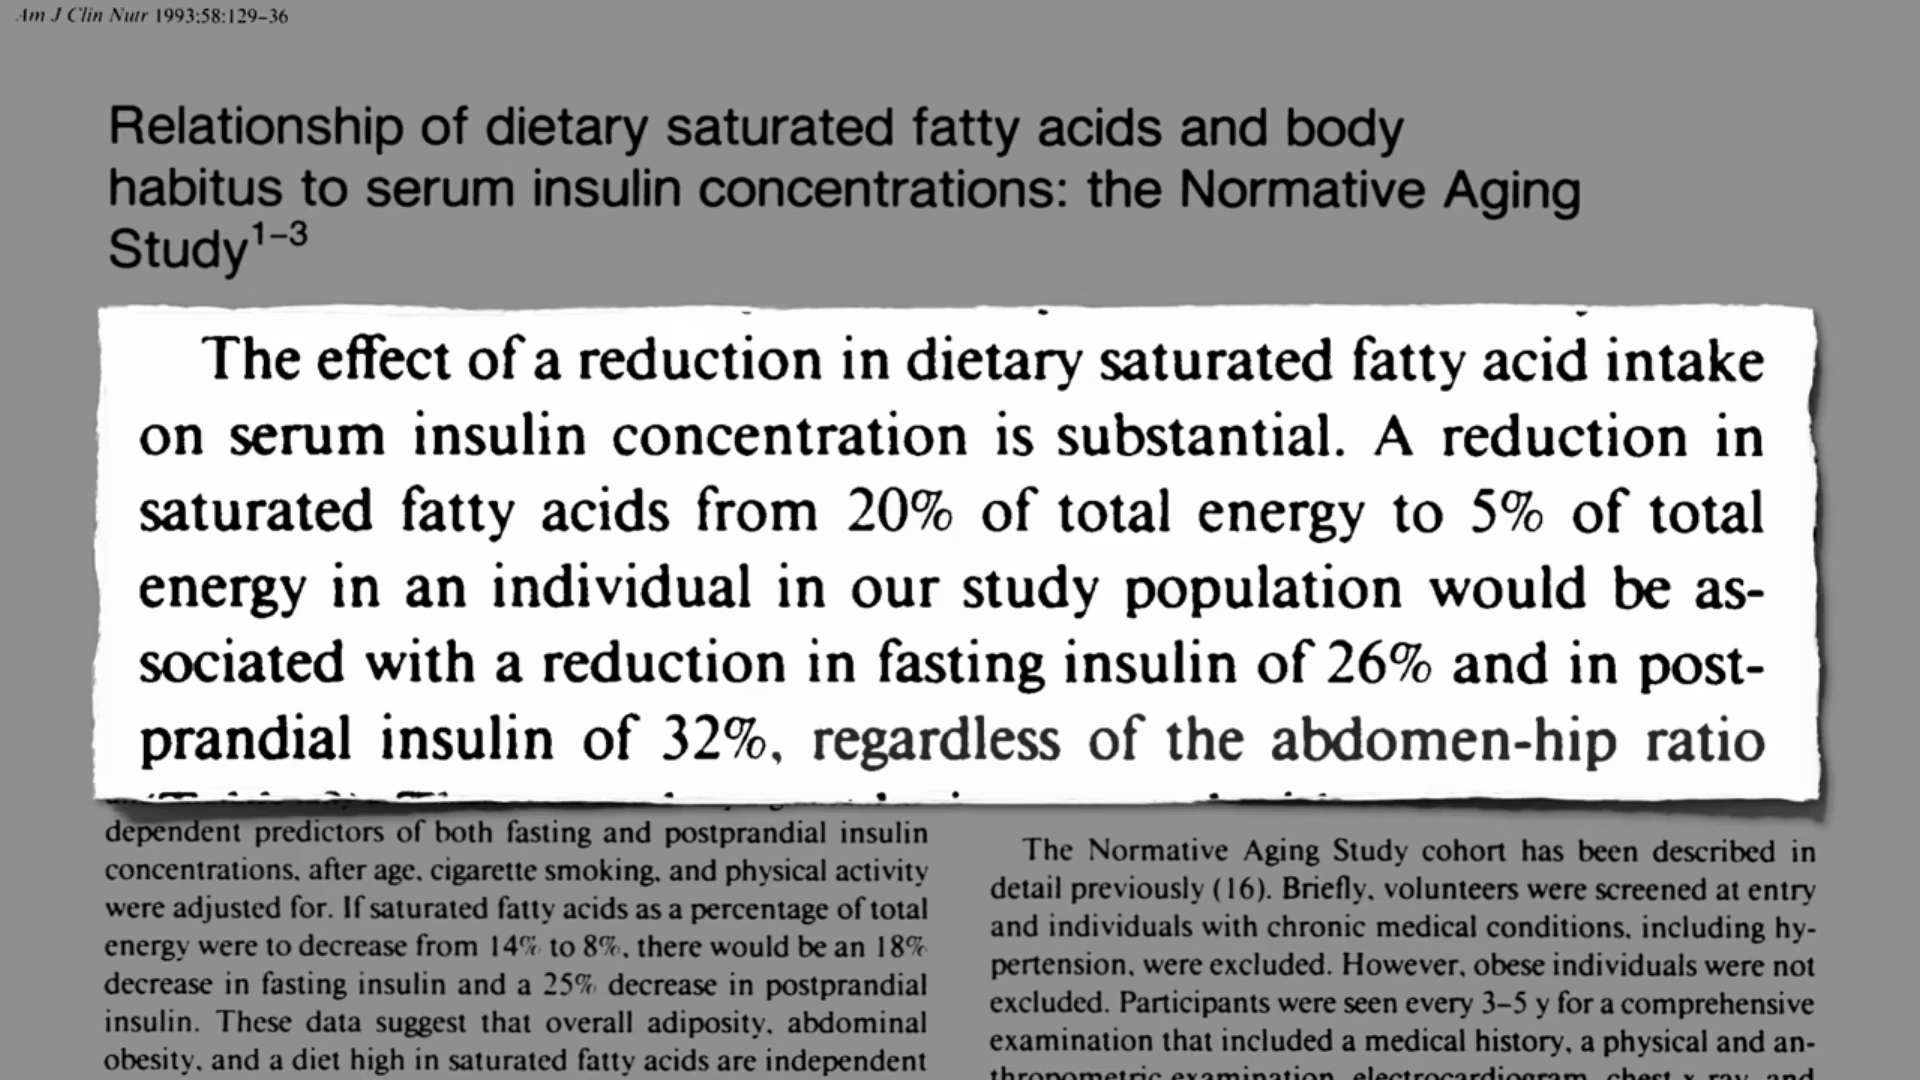 Am J Clin Nutr 1993;58:129–36
Relationship of dietary saturated fatty acids and body
habitus to serum insulin concentrations: the Normative Aging
Study1–3
The effect of a reduction in dietary saturated fatty acid intake
on serum insulin concentration is substantial. A reduction in
saturated fatty acids from 20% of total energy to 5% of total
energy in an individual in our study population would be as-
sociated with a reduction in fasting insulin of 26% and in post-
prandial insulin of 32%, regardless of the abdomen-hip ratio
dependent predictors of both fasting and postprandial insulin
concentrations, after age, cigarette smoking, and physical activity
were adjusted for. If saturated fatty acids as a percentage of total
energy were to decrease from 14% to 8%, there would be an 18%
decrease in fasting insulin and a 25% decrease in postprandial
insulin. These data suggest that overall adiposity, abdominal
obesity, and a diet high in saturated fatty acids are independent
The Normative Aging Study cohort has been described in
detail previously (16). Briefly, volunteers were screened at entry
and individuals with chronic medical conditions, including hy-
pertension, were excluded. However, obese individuals were not
excluded. Participants were seen every 3–5 y for a comprehensive
examination that included a medical history, a physical and an-
thropometric examination, electrocardiogram, chest x ray, and